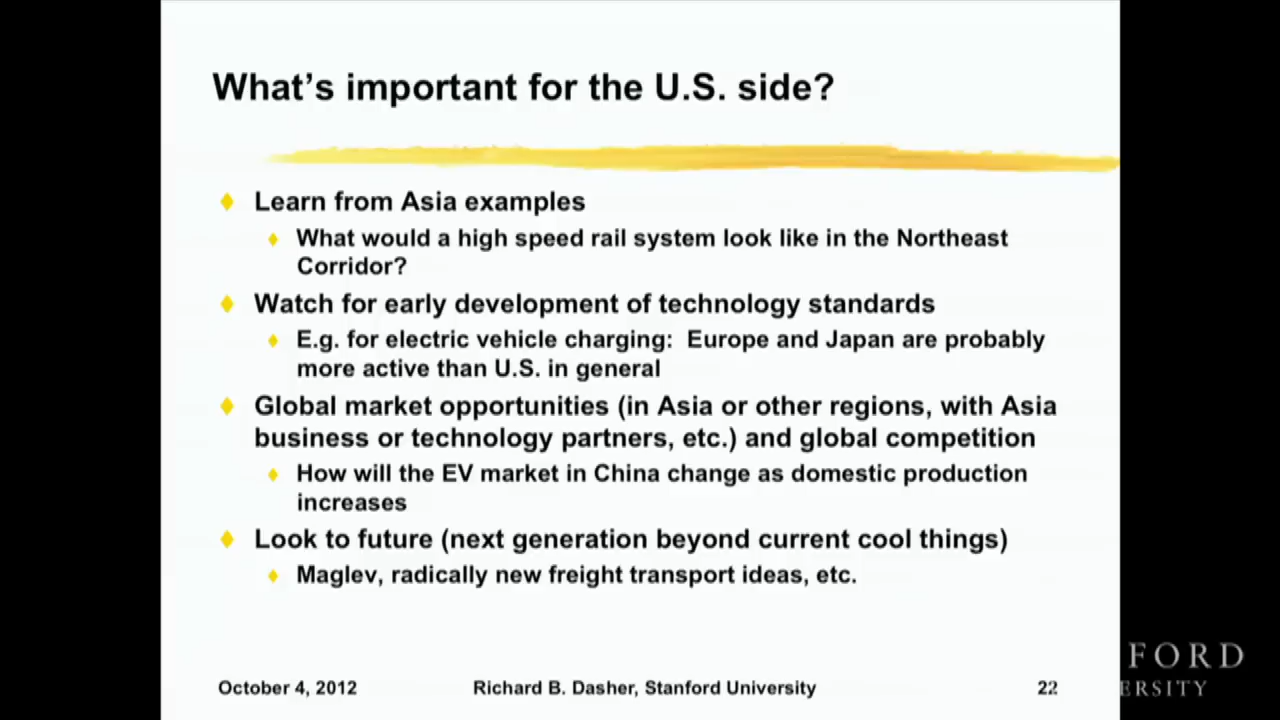 What's important for the U.S. side?
Learn from Asia examples
What would a high speed rail system look like in the Northeast
Corridor?
Watch for early development of technology standards
E.g. for electric vehicle charging: Europe and Japan are probably
more active than U.S. in general
Global market opportunities (in Asia or other regions, with Asia
business or technology partners, etc.) and global competition
How will the EV market in China change as domestic production
increases
Look to future (next generation beyond current cool things)
Maglev, radically new freight transport ideas, etc.
October 4, 2012
Richard B. Dasher, Stanford University
22
FORD
ERSITY